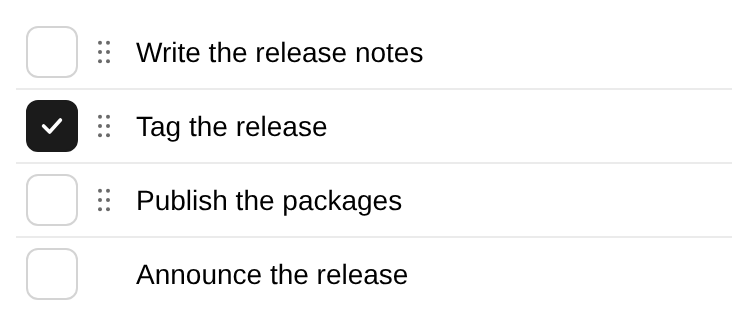 Write the release notes
Tag the release
Publish the packages
Announce the release